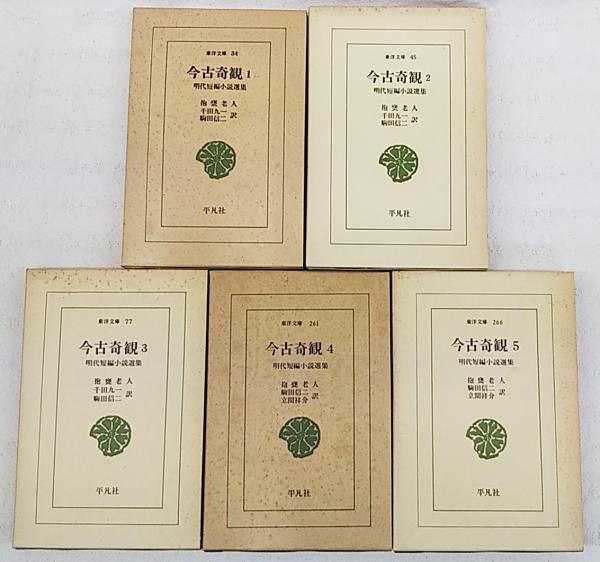 東洋文庫 34
今古奇観 1
明代短編小説選集
抱甕老人
千田九一
駒田信二 訳
平凡社
東洋文庫 45
今古奇観 2
明代短編小説選集
抱甕老人
千田九一
駒田信二 訳
平凡社
東洋文庫 77
今古奇観 3
明代短編小説選集
抱甕老人
千田九一
駒田信二 訳
平凡社
東洋文庫 261
今古奇観 4
明代短編小説選集
抱甕老人
駒田信二
立間祥介 訳
平凡社
東洋文庫 266
今古奇観 5
明代短編小説選集
抱甕老人
駒田信二
立間祥介 訳
平凡社